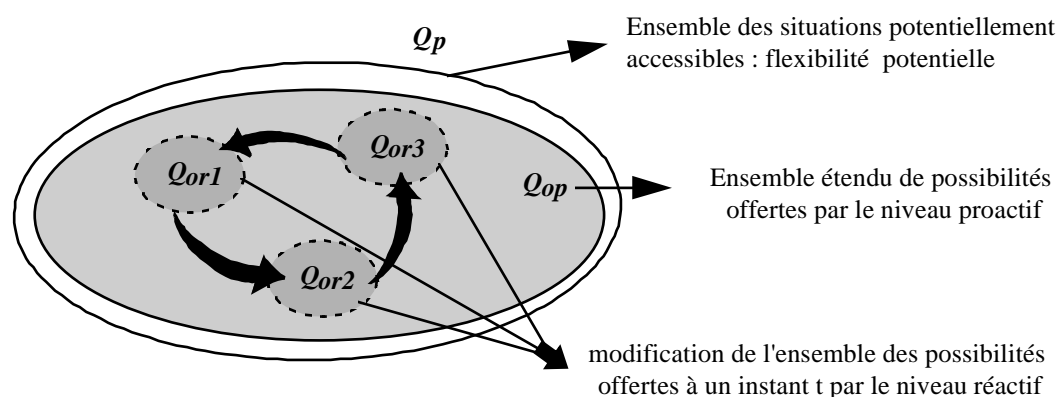 Qp
Ensemble des situations potentiellement
accessibles : flexibilité potentielle
Qor1
Qor3
Qor2
Qop
Ensemble étendu de possibilités
offertes par le niveau proactif
modification de l'ensemble des possibilités
offertes à un instant t par le niveau réactif